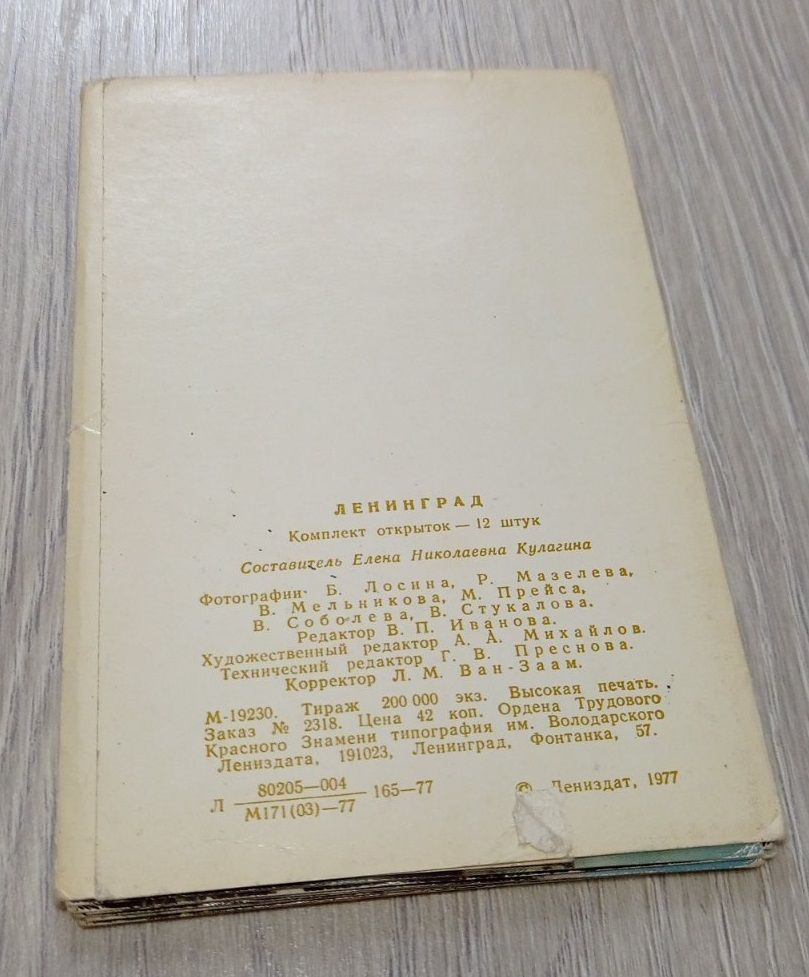 ЛЕНИНГРАД
Комплект открыток — 12 штук
Составитель Елена Николаевна Кулагина
Фотографии Б. Лосина, Р. Мазелева,
В. Мельникова, М. Прейса,
В. Соболева, В. Стукалова.
Редактор В. П. Иванова.
Художественный редактор А. А. Михайлов.
Технический редактор Г. В. Преснова.
Корректор Л. М. Ван-Заам.
М-19230. Тираж 200 000 экз. Высокая печать.
Заказ № 2318. Цена 42 коп. Ордена Трудового
Красного Знамени типография им. Володарского
Лениздата, 191023, Ленинград, Фонтанка, 57.
80205—004
Л 165—77 © Лениздат, 1977
М171(03)—77